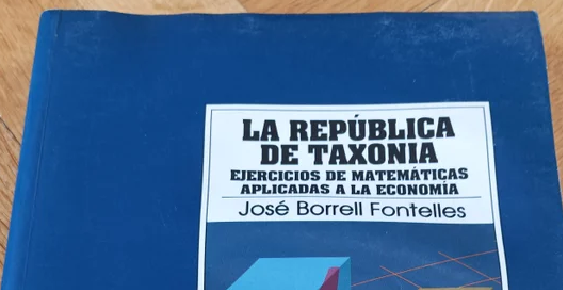 LA REPÚBLICA
DE TAXONIA
EJERCICIOS DE MATEMÁTICAS
APLICADAS A LA ECONOMÍA
José Borrell Fontelles